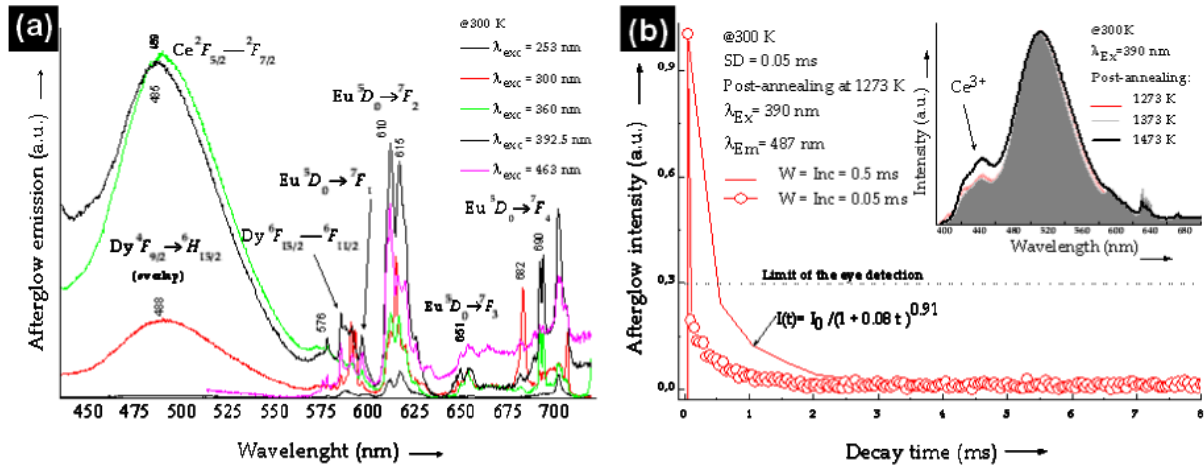 (a)
489
485
Ce ²F₅/₂—²F₇/₂
@300 K
λexc = 253 nm
λexc = 300 nm
λexc = 360 nm
λexc = 392.5 nm
λexc = 463 nm
Eu ⁵D₀→⁷F₂
610
615
Eu ⁵D₀→⁷F₁
Eu ⁵D₀→⁷F₄
Dy ⁶F₁₅/₂—⁶F₁₁/₂
Dy ⁴F₉/₂→⁶H₁₅/₂
(overlap)
488
576
Eu ⁵D₀→⁷F₃
651
682
690
Afterglow emission (a.u.)
450 475 500 525 575 600 625 650 675 700
Wavelenght (nm)
(b)
@300 K
SD = 0.05 ms
Post-annealing at 1273 K
λEx = 390 nm
λEm = 487 nm
W = Inc = 0.5 ms
W = Inc = 0.05 ms
Limit of the eye detection
I(t)= I₀ /(1 + 0.08 t )^0.91
Afterglow intensity (a.u.)
0,9
0,6
0,3
0,0
0 1 2 3 4 5 6 7 8
Decay time (ms)
@300K
λEx=390 nm
Post-annealing:
1273 K
1373 K
1473 K
Ce³⁺
Intensity (a.u.)
400 440 480 520 560 600 640 680
Wavelength (nm)